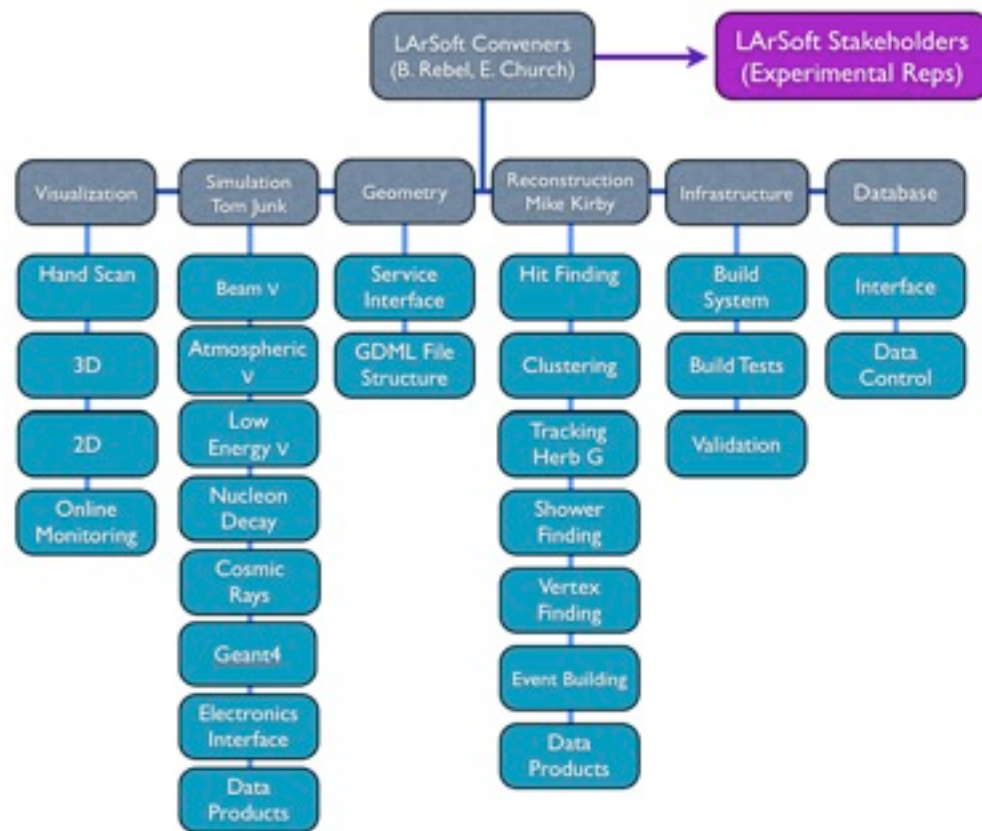 LArSoft Conveners
(B. Rebel, E. Church)
LArSoft Stakeholders
(Experimental Reps)
Visualization
Simulation
Tom Junk
Geometry
Reconstruction
Mike Kirby
Infrastructure
Database
Hand Scan
3D
2D
Online
Monitoring
Beam ν
Atmospheric
ν
Low
Energy ν
Nucleon
Decay
Cosmic
Rays
Geant4
Electronics
Interface
Data
Products
Service
Interface
GDML File
Structure
Hit Finding
Clustering
Tracking
Herb G
Shower
Finding
Vertex
Finding
Event Building
Data
Products
Build
System
Build Tests
Validation
Interface
Data
Control